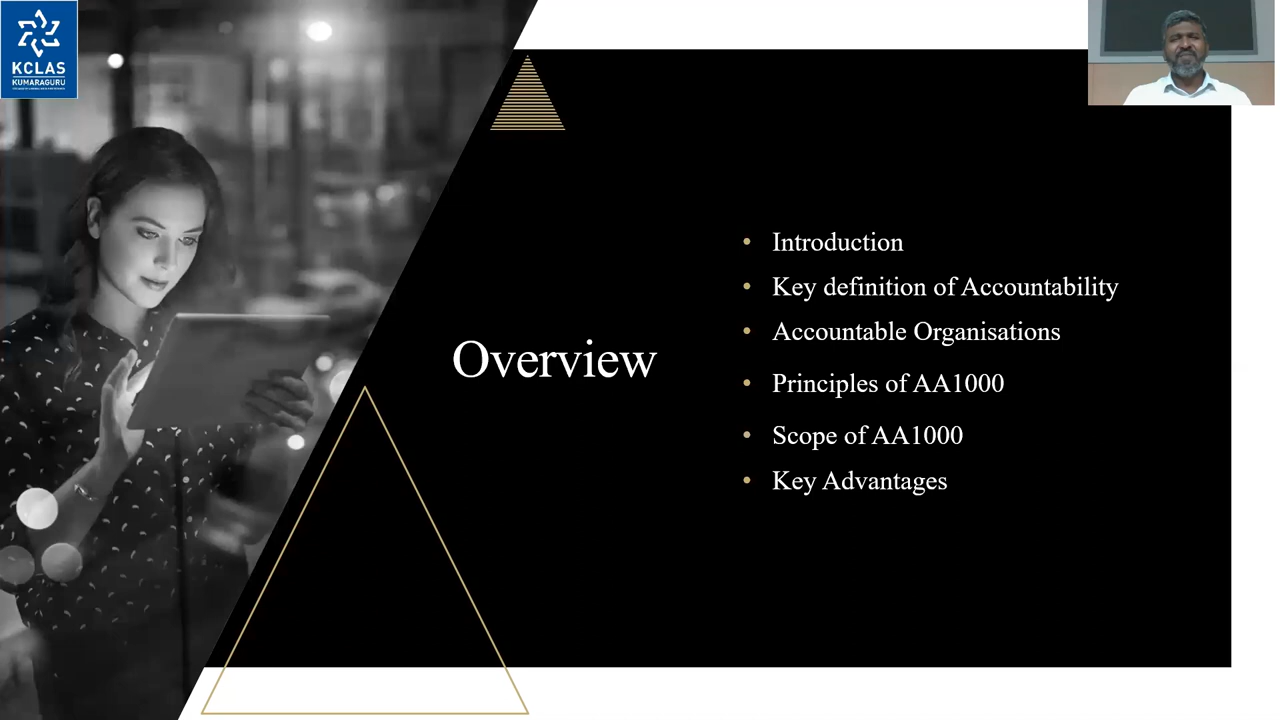 KCLAS
KUMARAGURU
Overview
• Introduction
• Key definition of Accountability
• Accountable Organisations
• Principles of AA1000
• Scope of AA1000
• Key Advantages